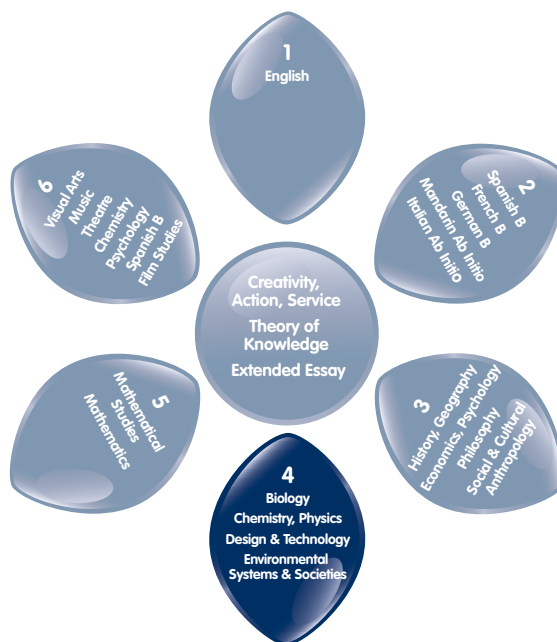 1
English
2
Spanish B
French B
German B
Mandarin Ab Initio
Italian Ab Initio
3
History, Geography
Economics, Psychology
Philosophy
Social & Cultural
Anthropology
4
Biology
Chemistry, Physics
Design & Technology
Environmental
Systems & Societies
5
Mathematical
Studies
Mathematics
6
Visual Arts
Music
Theatre
Chemistry
Psychology
Spanish B
Film Studies
Creativity,
Action, Service
Theory of
Knowledge
Extended Essay